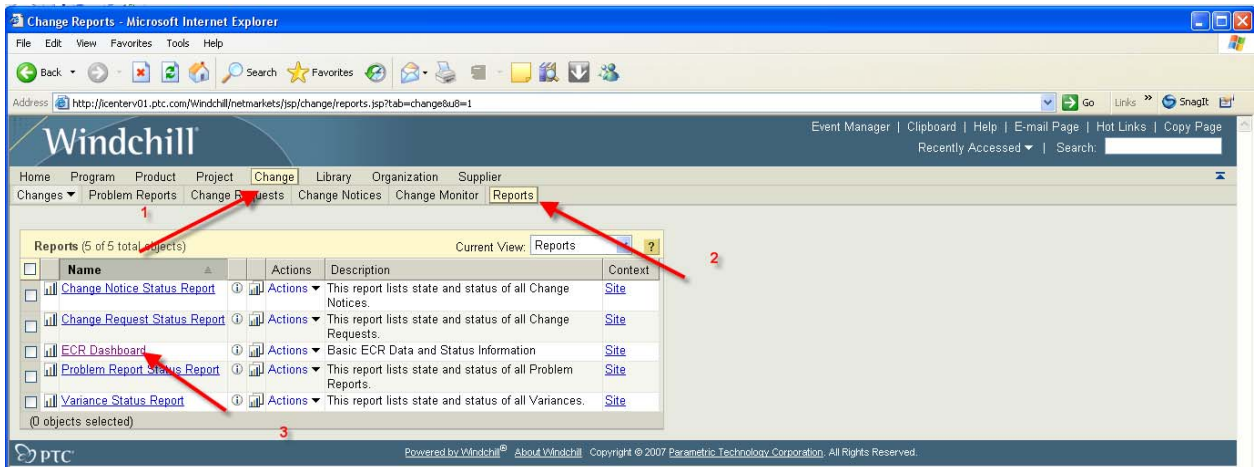 Change Reports - Microsoft Internet Explorer
File Edit View Favorites Tools Help
Back Search Favorites
Address http://icenterv01.ptc.com/Windchill/netmarkets/jsp/change/reports.jsp?tab=change&u8=1 Go Links » SnagIt
Windchill
Event Manager | Clipboard | Help | E-mail Page | Hot Links | Copy Page
Recently Accessed | Search:
Home Program Product Project Change Library Organization Supplier
Changes Problem Reports Change Requests Change Notices Change Monitor Reports
1
2
Reports (5 of 5 total objects) Current View: Reports ?
Name Actions Description Context
Change Notice Status Report Actions This report lists state and status of all Change Notices. Site
Change Request Status Report Actions This report lists state and status of all Change Requests. Site
ECR Dashboard Actions Basic ECR Data and Status Information Site
Problem Report Status Report Actions This report lists state and status of all Problem Reports. Site
Variance Status Report Actions This report lists state and status of all Variances. Site
(0 objects selected)
3
PTC Powered by Windchill® About Windchill Copyright © 2007 Parametric Technology Corporation. All Rights Reserved.